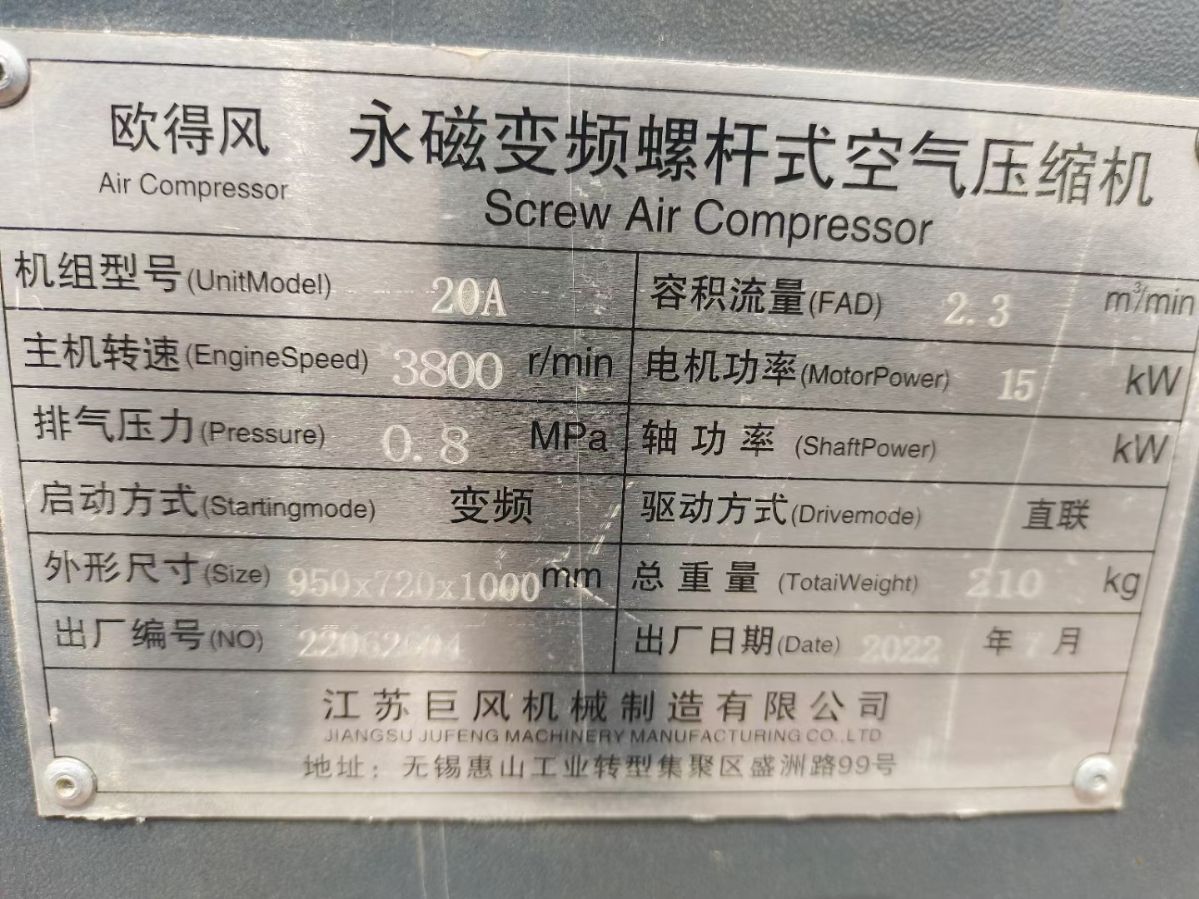 欧得风 永磁变频螺杆式空气压缩机
Air Compressor Screw Air Compressor
机组型号(UnitModel) 20A 容积流量(FAD) 2.3 m³/min
主机转速(EngineSpeed) 3800 r/min 电机功率(MotorPower) 15 kW
排气压力(Pressure) 0.8 MPa 轴功率 (ShaftPower) kW
启动方式(Startingmode) 变频 驱动方式(Drivemode) 直联
外形尺寸(Size) 950x720x1000mm 总重量 (TotaiWeight) 210 kg
出厂编号(NO) 出厂日期(Date) 2022 年 7 月
江苏巨风机械制造有限公司
JIANGSU JUFENG MACHINERY MANUFACTURING CO.,LTD
地址：无锡惠山工业转型集聚区盛洲路99号